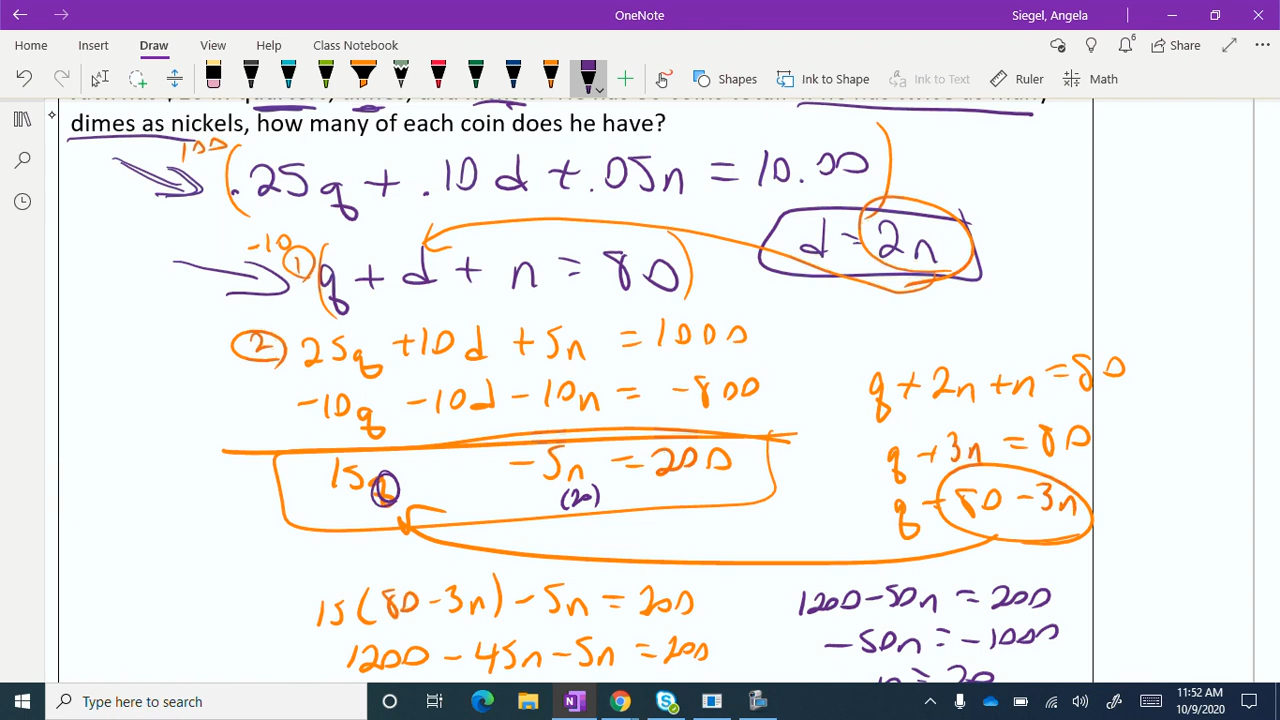 OneNote
Siegel, Angela
Home Insert Draw View Help Class Notebook
6
Share
Shapes Ink to Shape Ink to Text Ruler Math
dimes as nickels, how many of each coin does he have?
100
.25q + .10d + .05n = 10.00
d = 2n
-10
1
q + d + n = 80
2 25q + 10d + 5n = 1000
-10q - 10d - 10n = -800
q + 2n + n = 80
q + 3n = 80
15q - 5n = 200
(20)
q = 80 - 3n
15(80 - 3n) - 5n = 200
1200 - 50n = 200
1200 - 45n - 5n = 200
-50n = -1000
n = 20
Type here to search
11:52 AM
10/9/2020